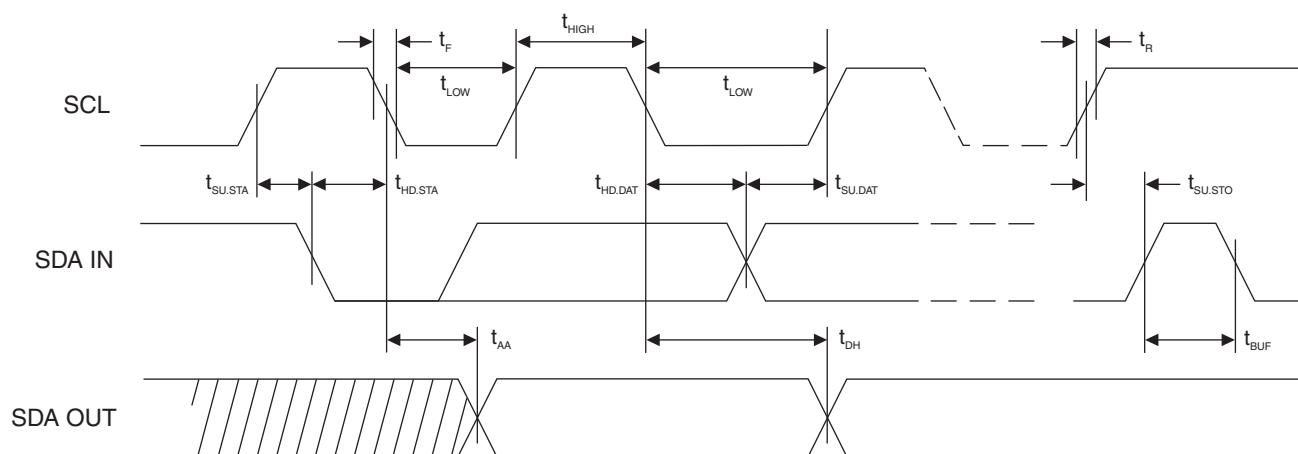 t_HIGH
t_F
t_R
t_LOW
t_LOW
SCL
t_SU.STA
t_HD.STA
t_HD.DAT
t_SU.DAT
t_SU.STO
SDA IN
t_AA
t_DH
t_BUF
SDA OUT